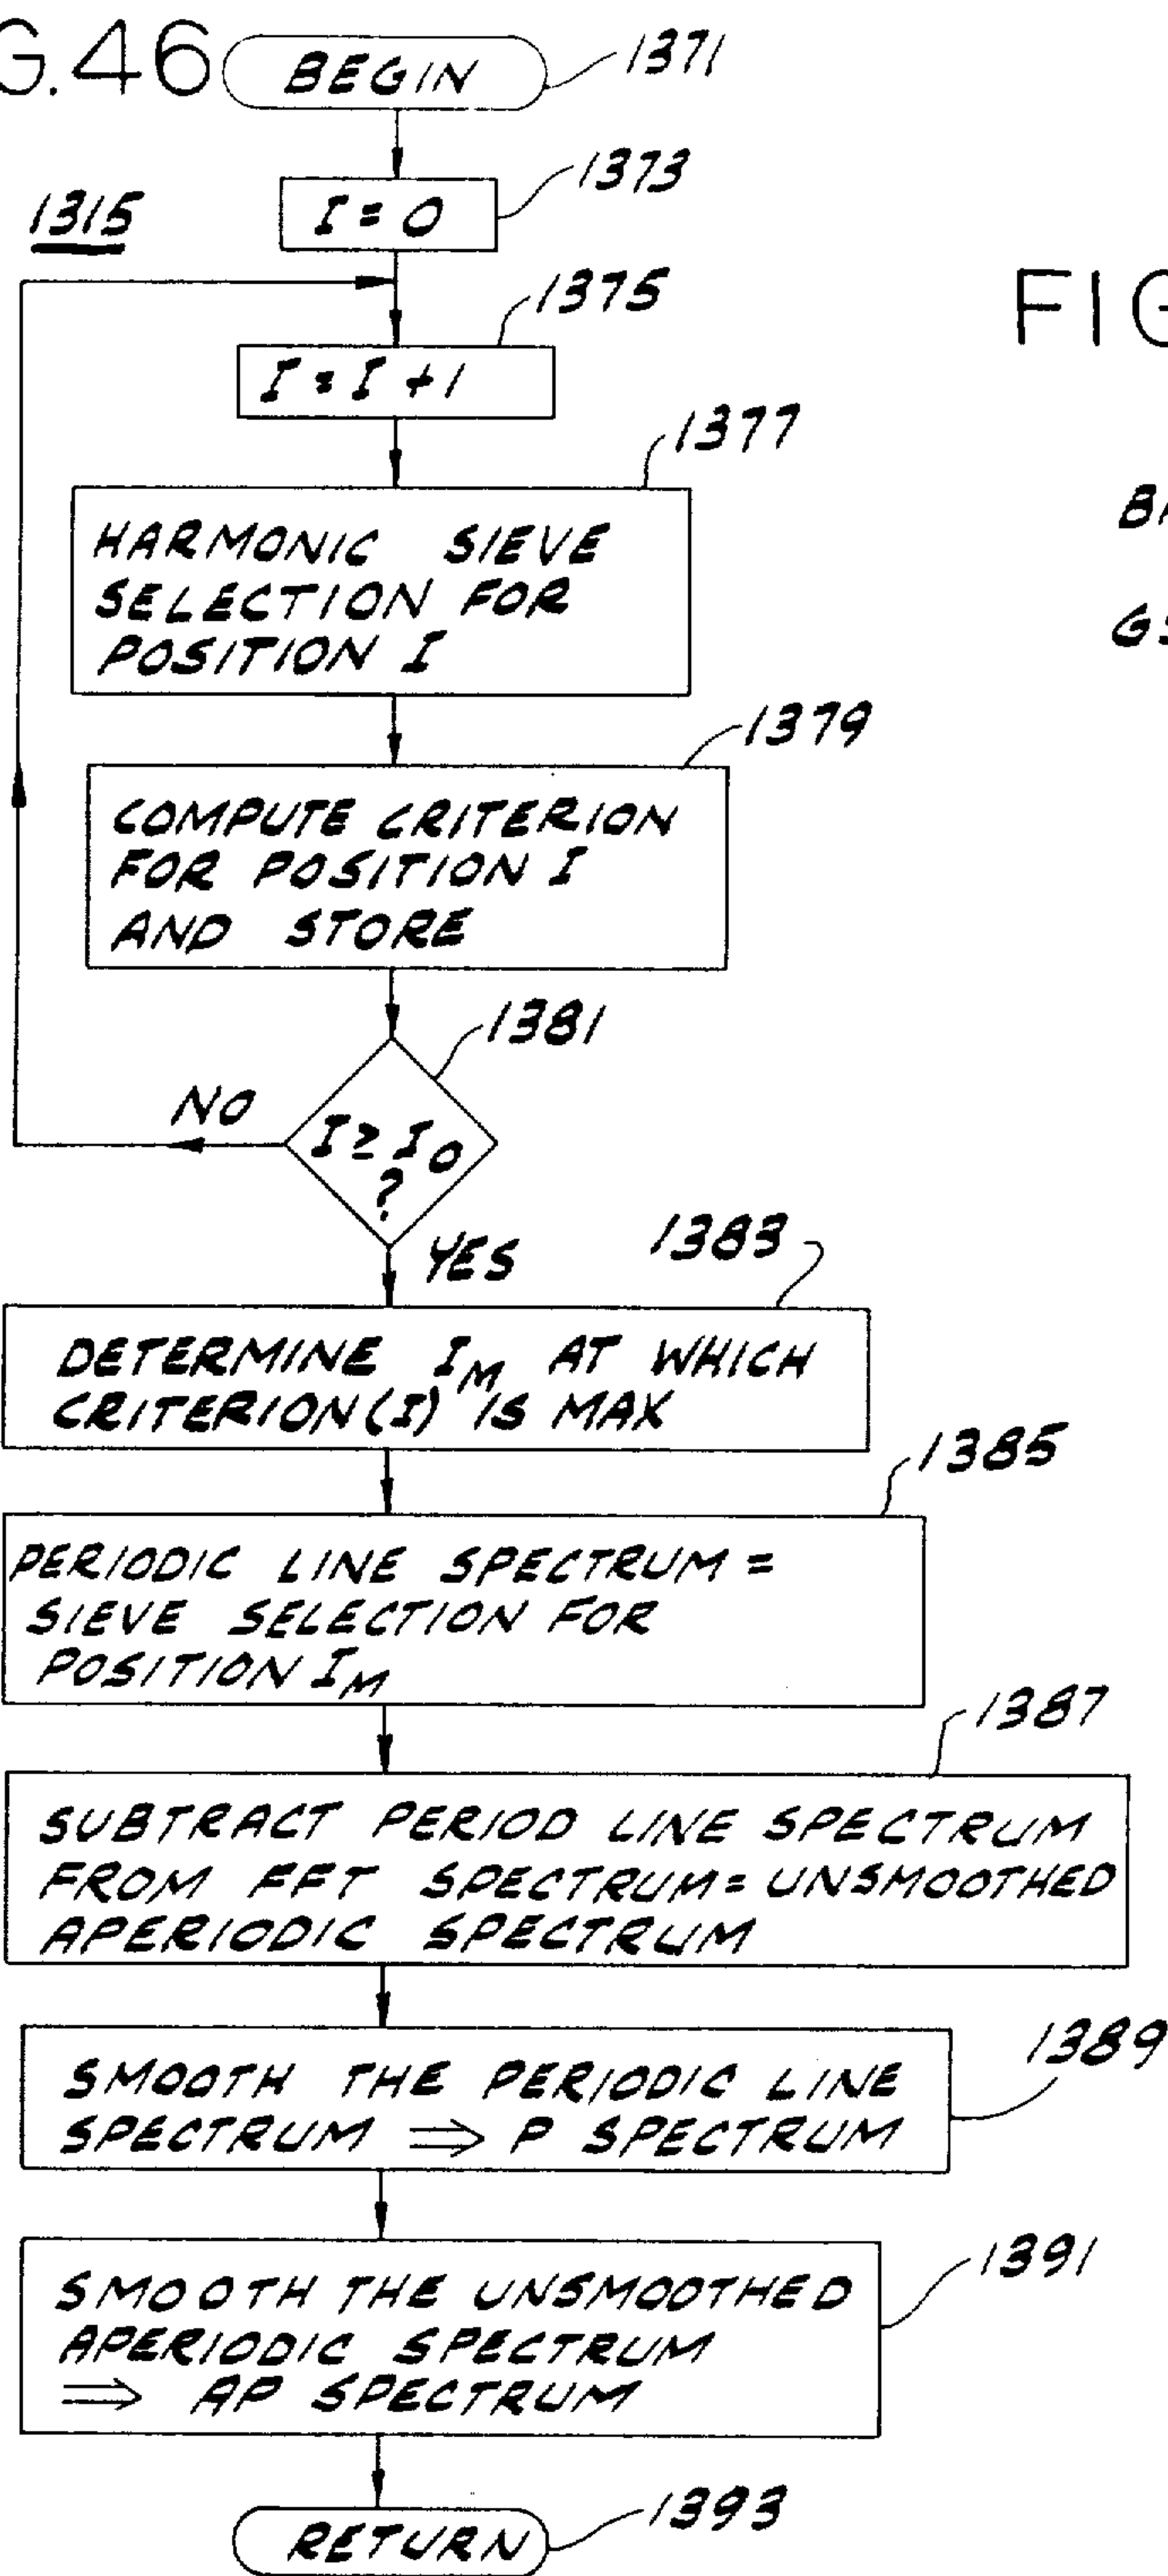 G.46
BEGIN
1371
1373
I = 0
1315
1375
I = I + 1
FIG
1377
HARMONIC SIEVE
SELECTION FOR
POSITION I
BA
GS
1379
COMPUTE CRITERION
FOR POSITION I
AND STORE
1381
NO
I ≥ I0
?
YES
1383
DETERMINE IM AT WHICH
CRITERION(I) IS MAX
1385
PERIODIC LINE SPECTRUM =
SIEVE SELECTION FOR
POSITION IM
1387
SUBTRACT PERIOD LINE SPECTRUM
FROM FFT SPECTRUM = UNSMOOTHED
APERIODIC SPECTRUM
1389
SMOOTH THE PERIODIC LINE
SPECTRUM ⇒ P SPECTRUM
1391
SMOOTH THE UNSMOOTHED
APERIODIC SPECTRUM
⇒ AP SPECTRUM
1393
RETURN